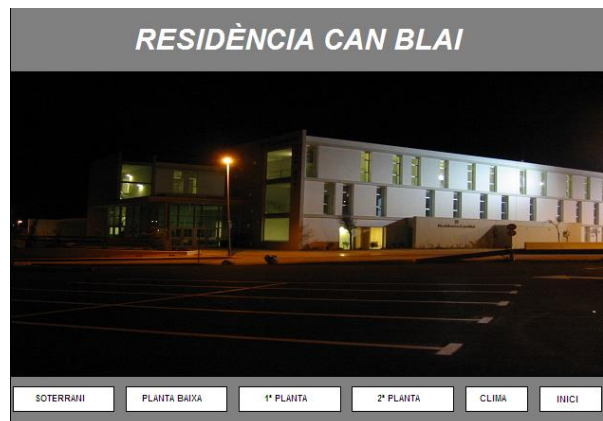 RESIDÈNCIA CAN BLAI
SOTERRANI
PLANTA BAIXA
1ª PLANTA
2ª PLANTA
CLIMA
INICI